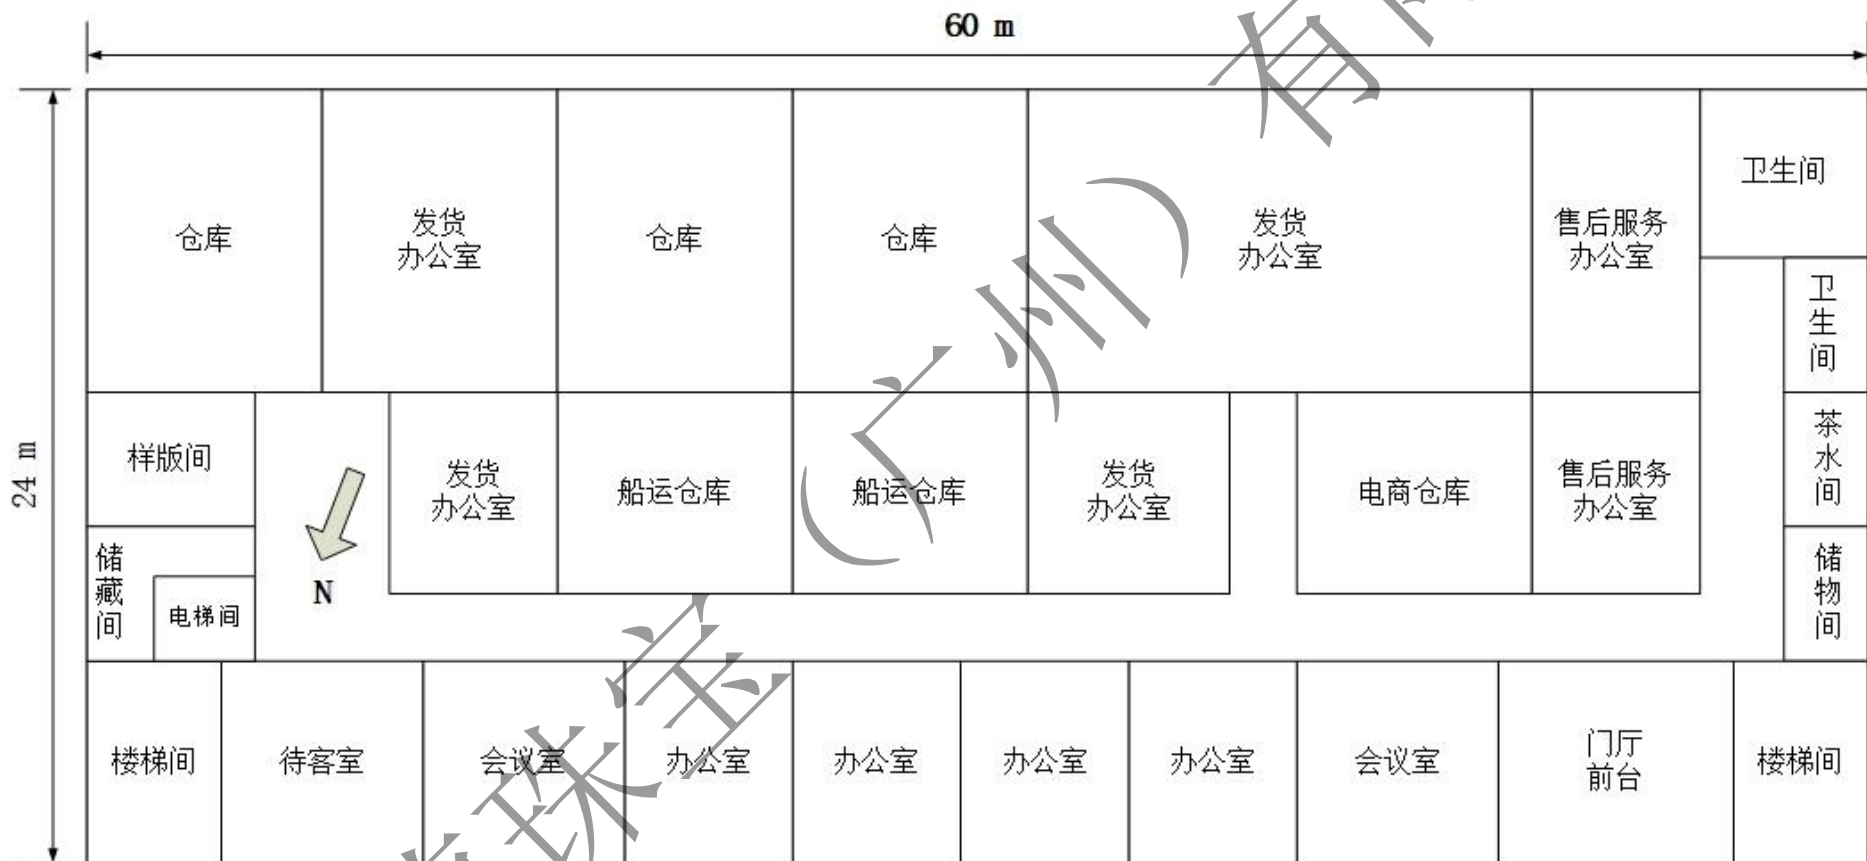 60 m
24 m
仓库
发货
办公室
仓库
仓库
发货
办公室
售后服务
办公室
卫生间
卫
生
间
样版间
N
发货
办公室
船运仓库
船运仓库
发货
办公室
电商仓库
售后服务
办公室
茶
水
间
储
藏
间
电梯间
储
物
间
楼梯间
待客室
会议室
办公室
办公室
办公室
办公室
会议室
门厅
前台
楼梯间
珠宝（广州）有